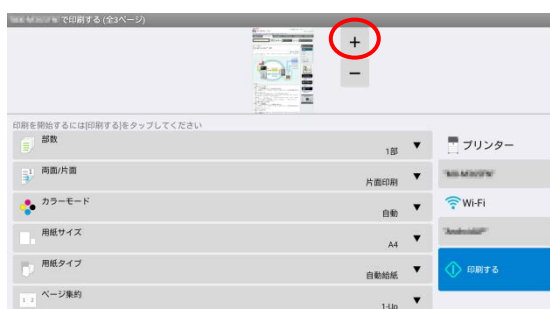 で印刷する (全3ページ)
+
−
印刷を開始するには[印刷する]をタップしてください
部数
1部 ▼
両面/片面
片面印刷 ▼
カラーモード
自動 ▼
用紙サイズ
A4 ▼
用紙タイプ
自動給紙 ▼
ページ集約
1-Up ▼
プリンター
Wi-Fi
印刷する